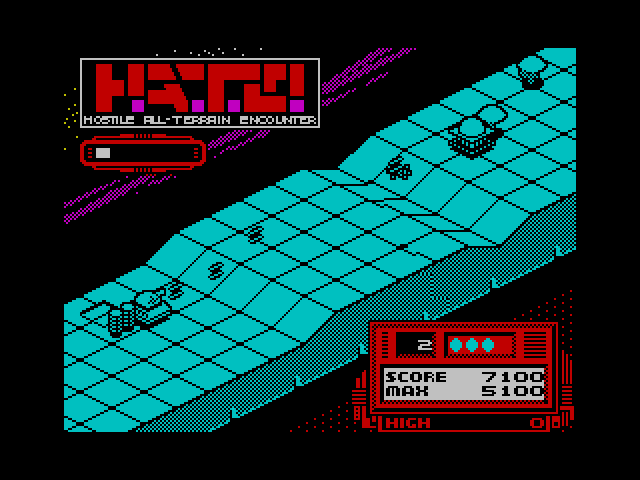 H.A.T.E!
HOSTILE ALL-TERRAIN ENCOUNTER
2
SCORE 7100
MAX 5100
HIGH 0